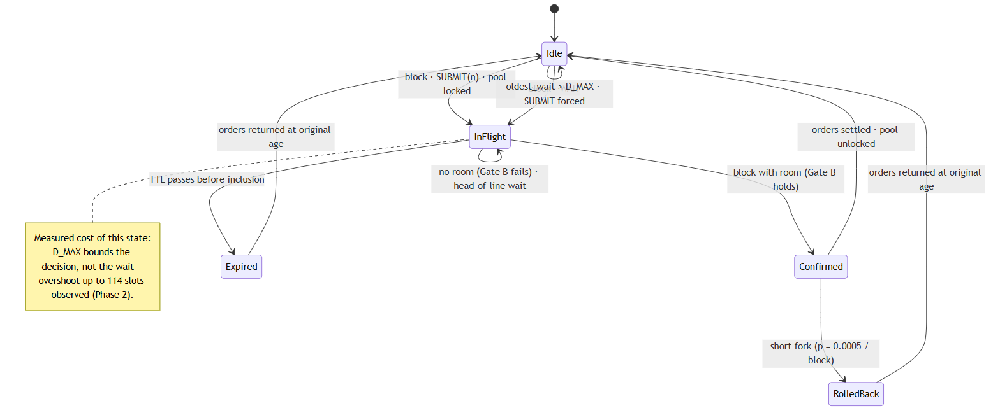 Idle
block · SUBMIT(n) · pool
locked
oldest_wait ≥ D_MAX ·
SUBMIT forced
orders returned at original
age
InFlight
orders settled · pool
unlocked
no room (Gate B fails) ·
head-of-line wait
TTL passes before inclusion
block with room (Gate B
holds)
orders returned at original
age
Measured cost of this state:
D_MAX bounds the
decision, not the wait —
overshoot up to 114 slots
observed (Phase 2).
Expired
Confirmed
short fork (p = 0.0005 /
block)
RolledBack